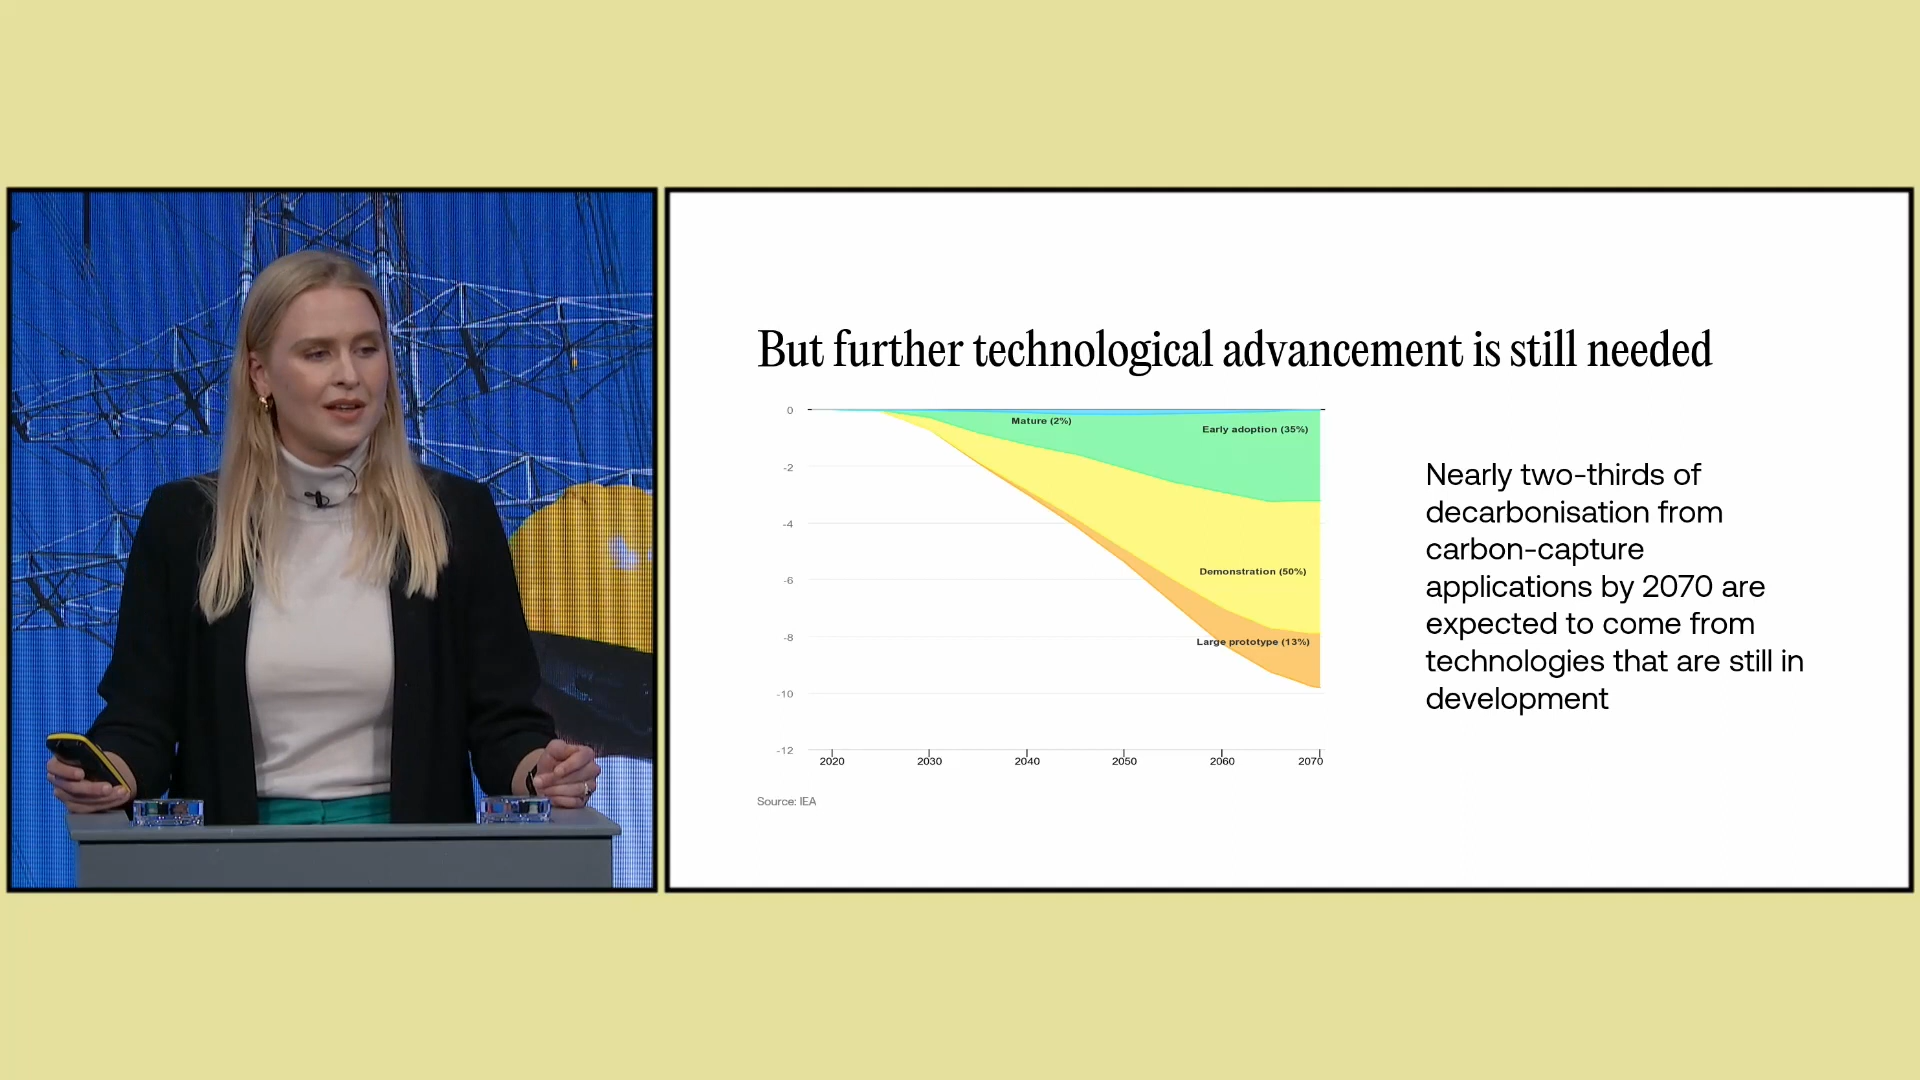 But further technological advancement is still needed
0
Mature (2%)
Early adoption (35%)
-2
-4
Demonstration (50%)
-6
-8
Large prototype (13%)
-10
-12
2020 2030 2040 2050 2060 2070
Source: IEA
Nearly two-thirds of
decarbonisation from
carbon-capture
applications by 2070 are
expected to come from
technologies that are still in
development